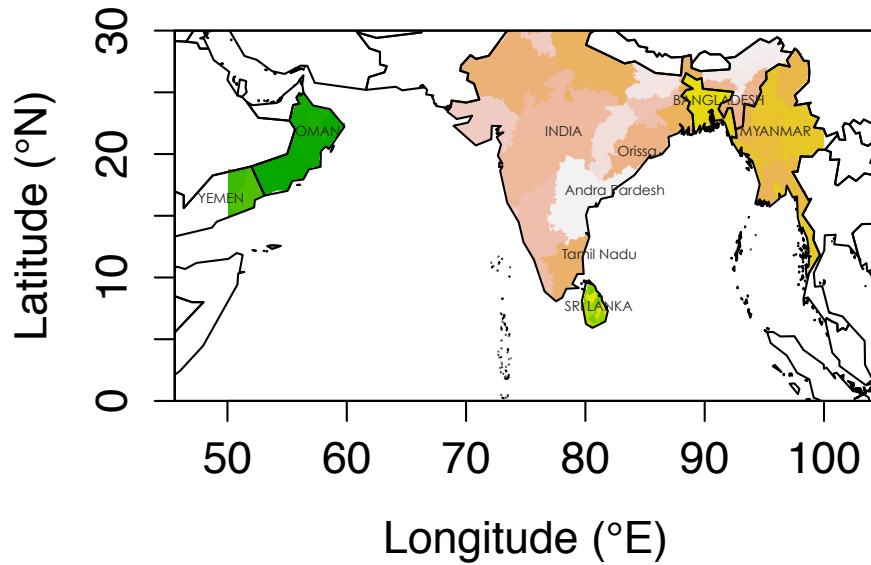 30
20
10
0
Latitude (°N)
OMAN
YEMEN
INDIA
BANGLADESH
MYANMAR
Orissa
Andra Pardesh
Tamil Nadu
SRI LANKA
50 60 70 80 90 100
Longitude (°E)